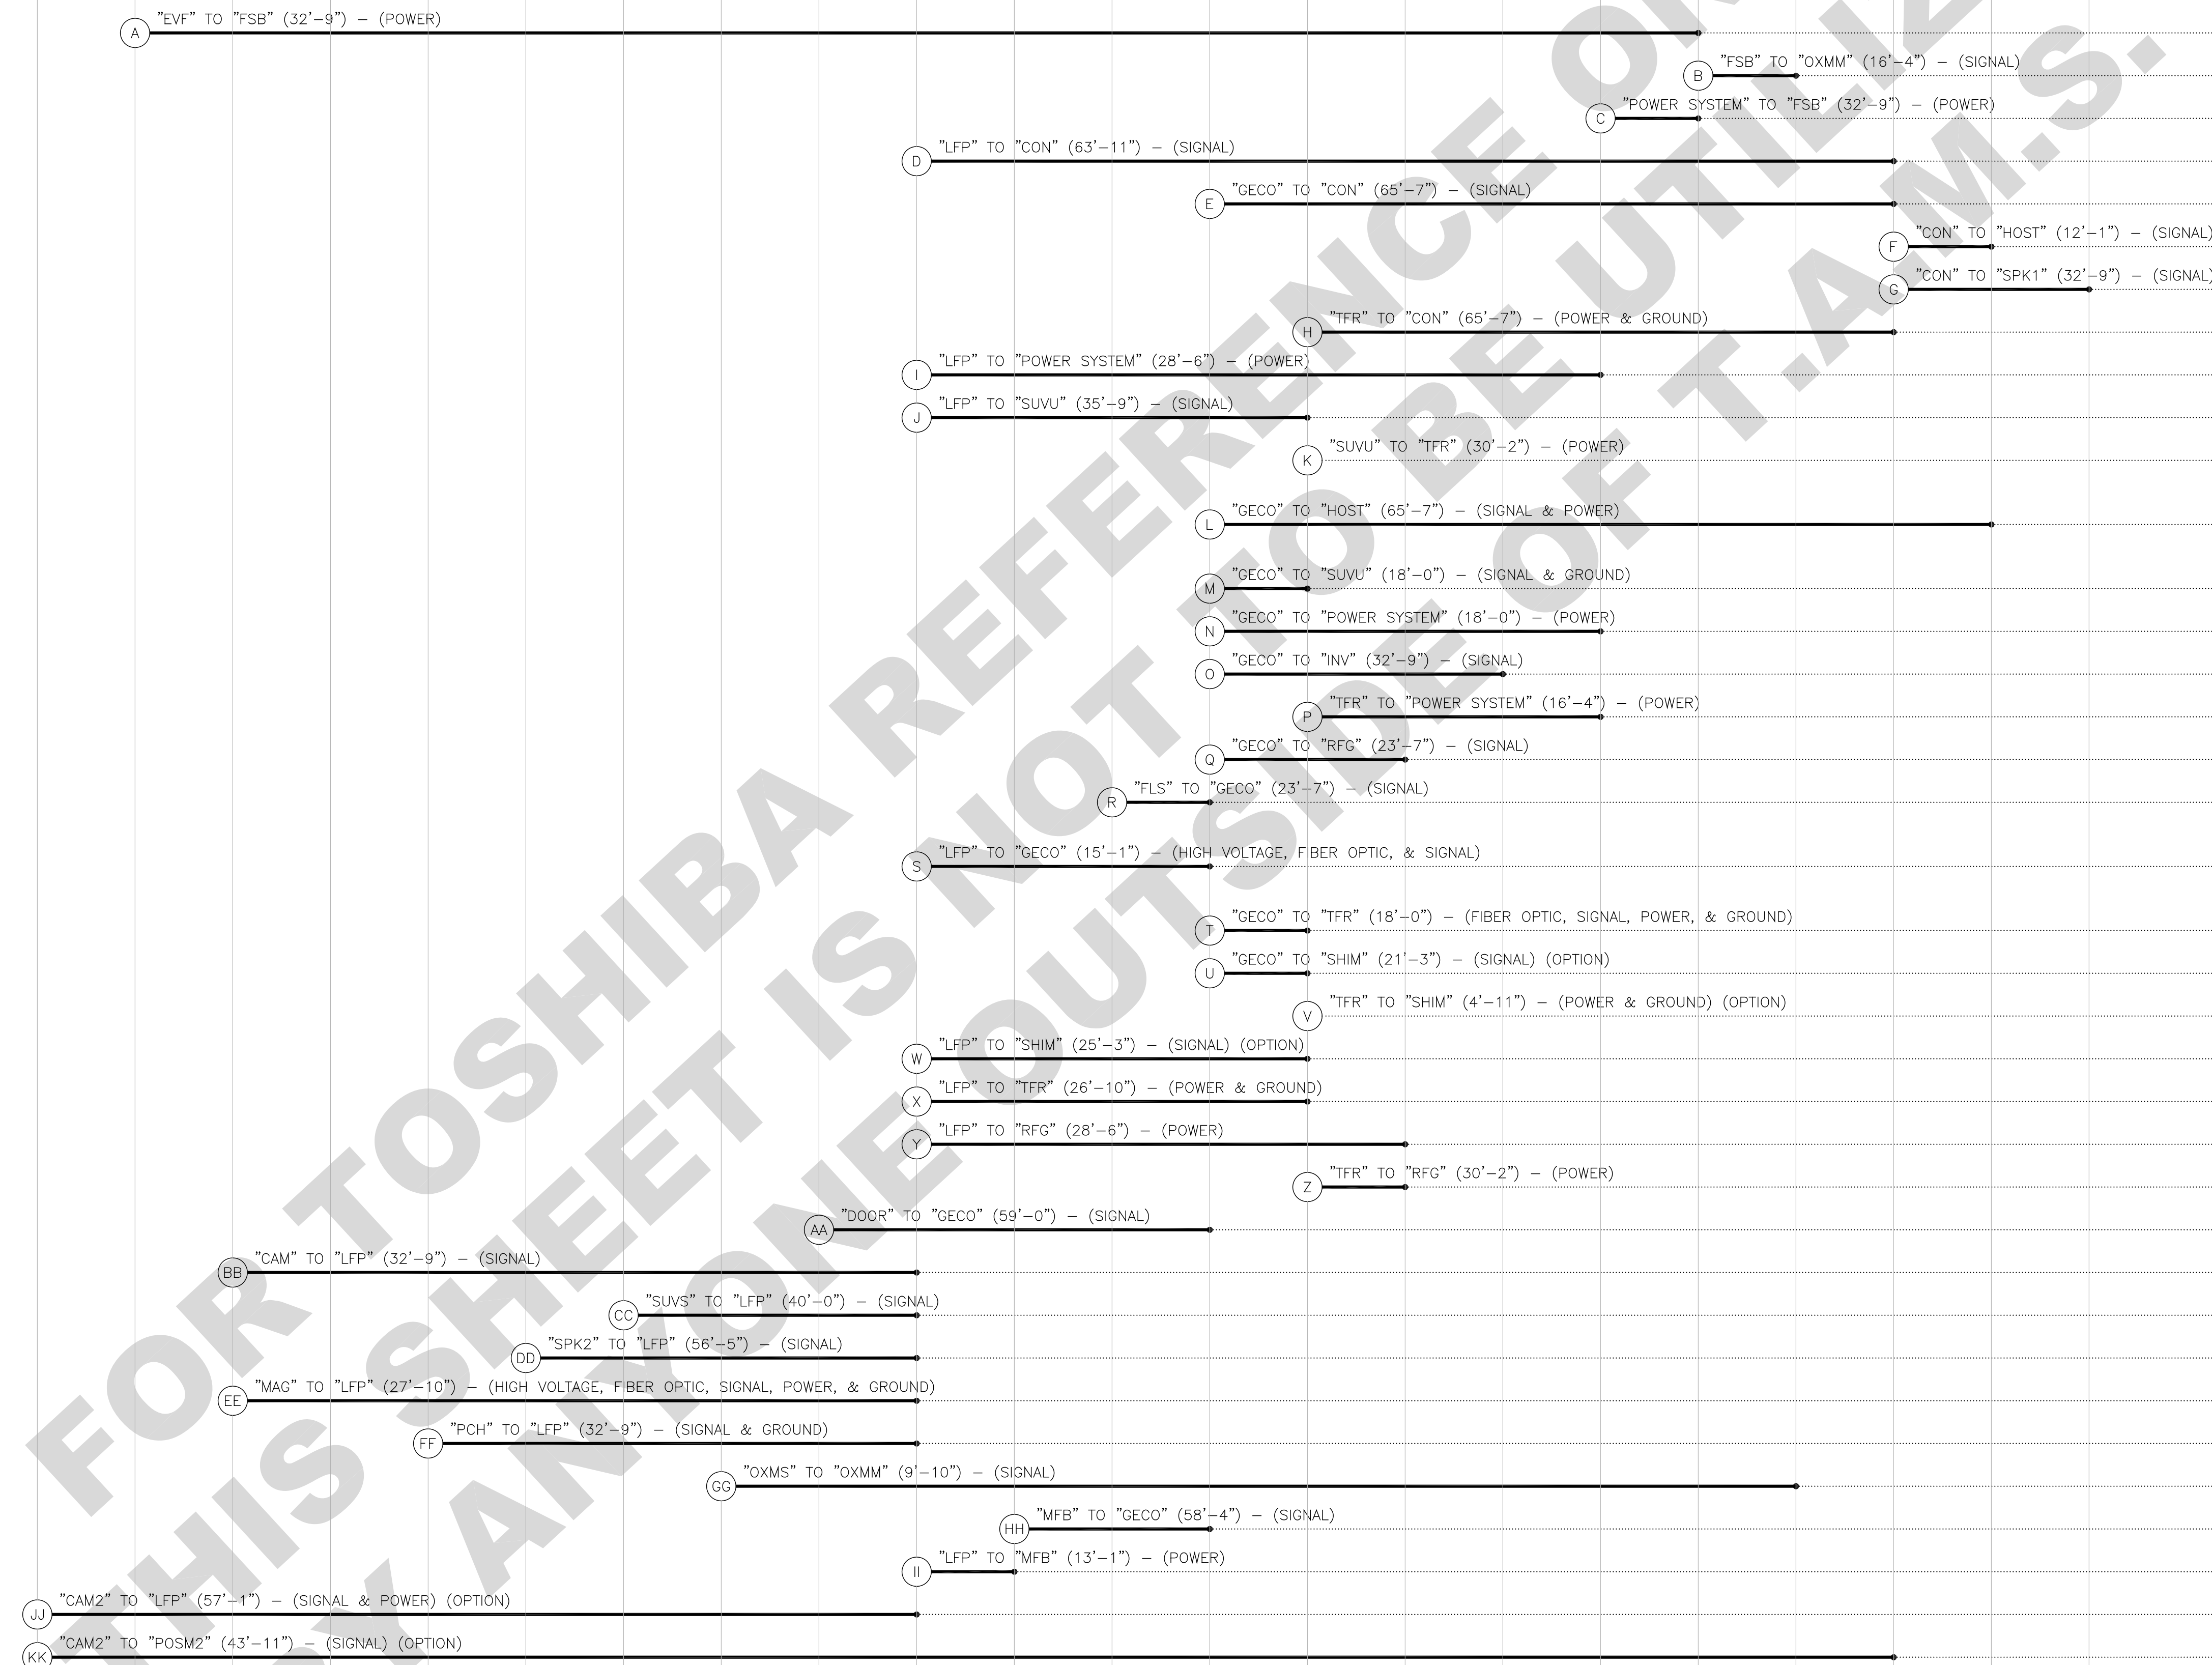 "EVF" TO "FSB" (32'-9") - (POWER)
A
"FSB" TO "OXMM" (16'-4") - (SIGNAL)
B
"POWER SYSTEM" TO "FSB" (32'-9") - (POWER)
C
"LFP" TO "CON" (63'-11") - (SIGNAL)
D
"GECO" TO "CON" (65'-7") - (SIGNAL)
E
"CON" TO "HOST" (12'-1") - (SIGNAL)
F
"CON" TO "SPK1" (32'-9") - (SIGNAL)
G
"TFR" TO "CON" (65'-7") - (POWER & GROUND)
H
"LFP" TO "POWER SYSTEM" (28'-6") - (POWER)
I
"LFP" TO "SUVU" (35'-9") - (SIGNAL)
J
"SUVU" TO "TFR" (30'-2") - (POWER)
K
"GECO" TO "HOST" (65'-7") - (SIGNAL & POWER)
L
"GECO" TO "SUVU" (18'-0") - (SIGNAL & GROUND)
M
"GECO" TO "POWER SYSTEM" (18'-0") - (POWER)
N
"GECO" TO "INV" (32'-9") - (SIGNAL)
O
"TFR" TO "POWER SYSTEM" (16'-4") - (POWER)
P
"GECO" TO "RFG" (23'-7") - (SIGNAL)
Q
"FLS" TO "GECO" (23'-7") - (SIGNAL)
R
"LFP" TO "GECO" (15'-1") - (HIGH VOLTAGE, FIBER OPTIC, & SIGNAL)
S
"GECO" TO "TFR" (18'-0") - (FIBER OPTIC, SIGNAL, POWER, & GROUND)
T
"GECO" TO "SHIM" (21'-3") - (SIGNAL) (OPTION)
U
"TFR" TO "SHIM" (4'-11") - (POWER & GROUND) (OPTION)
V
"LFP" TO "SHIM" (25'-3") - (SIGNAL) (OPTION)
W
"LFP" TO "TFR" (26'-10") - (POWER & GROUND)
X
"LFP" TO "RFG" (28'-6") - (POWER)
Y
"TFR" TO "RFG" (30'-2") - (POWER)
Z
"DOOR" TO "GECO" (59'-0") - (SIGNAL)
AA
"CAM" TO "LFP" (32'-9") - (SIGNAL)
BB
"SUVS" TO "LFP" (40'-0") - (SIGNAL)
CC
"SPK2" TO "LFP" (56'-5") - (SIGNAL)
DD
"MAG" TO "LFP" (27'-10") - (HIGH VOLTAGE, FIBER OPTIC, SIGNAL, POWER, & GROUND)
EE
"PCH" TO "LFP" (32'-9") - (SIGNAL & GROUND)
FF
"OXMS" TO "OXMM" (9'-10") - (SIGNAL)
GG
"MFB" TO "GECO" (58'-4") - (SIGNAL)
HH
"LFP" TO "MFB" (13'-1") - (POWER)
II
"CAM2" TO "LFP" (57'-1") - (SIGNAL & POWER) (OPTION)
JJ
"CAM2" TO "POSM2" (43'-11") - (SIGNAL) (OPTION)
KK
FOR TOSHIBA REFERENCE
THIS SHEET IS NOT TO BE
ANYONE OUTSIDE OF T.A.M.S.